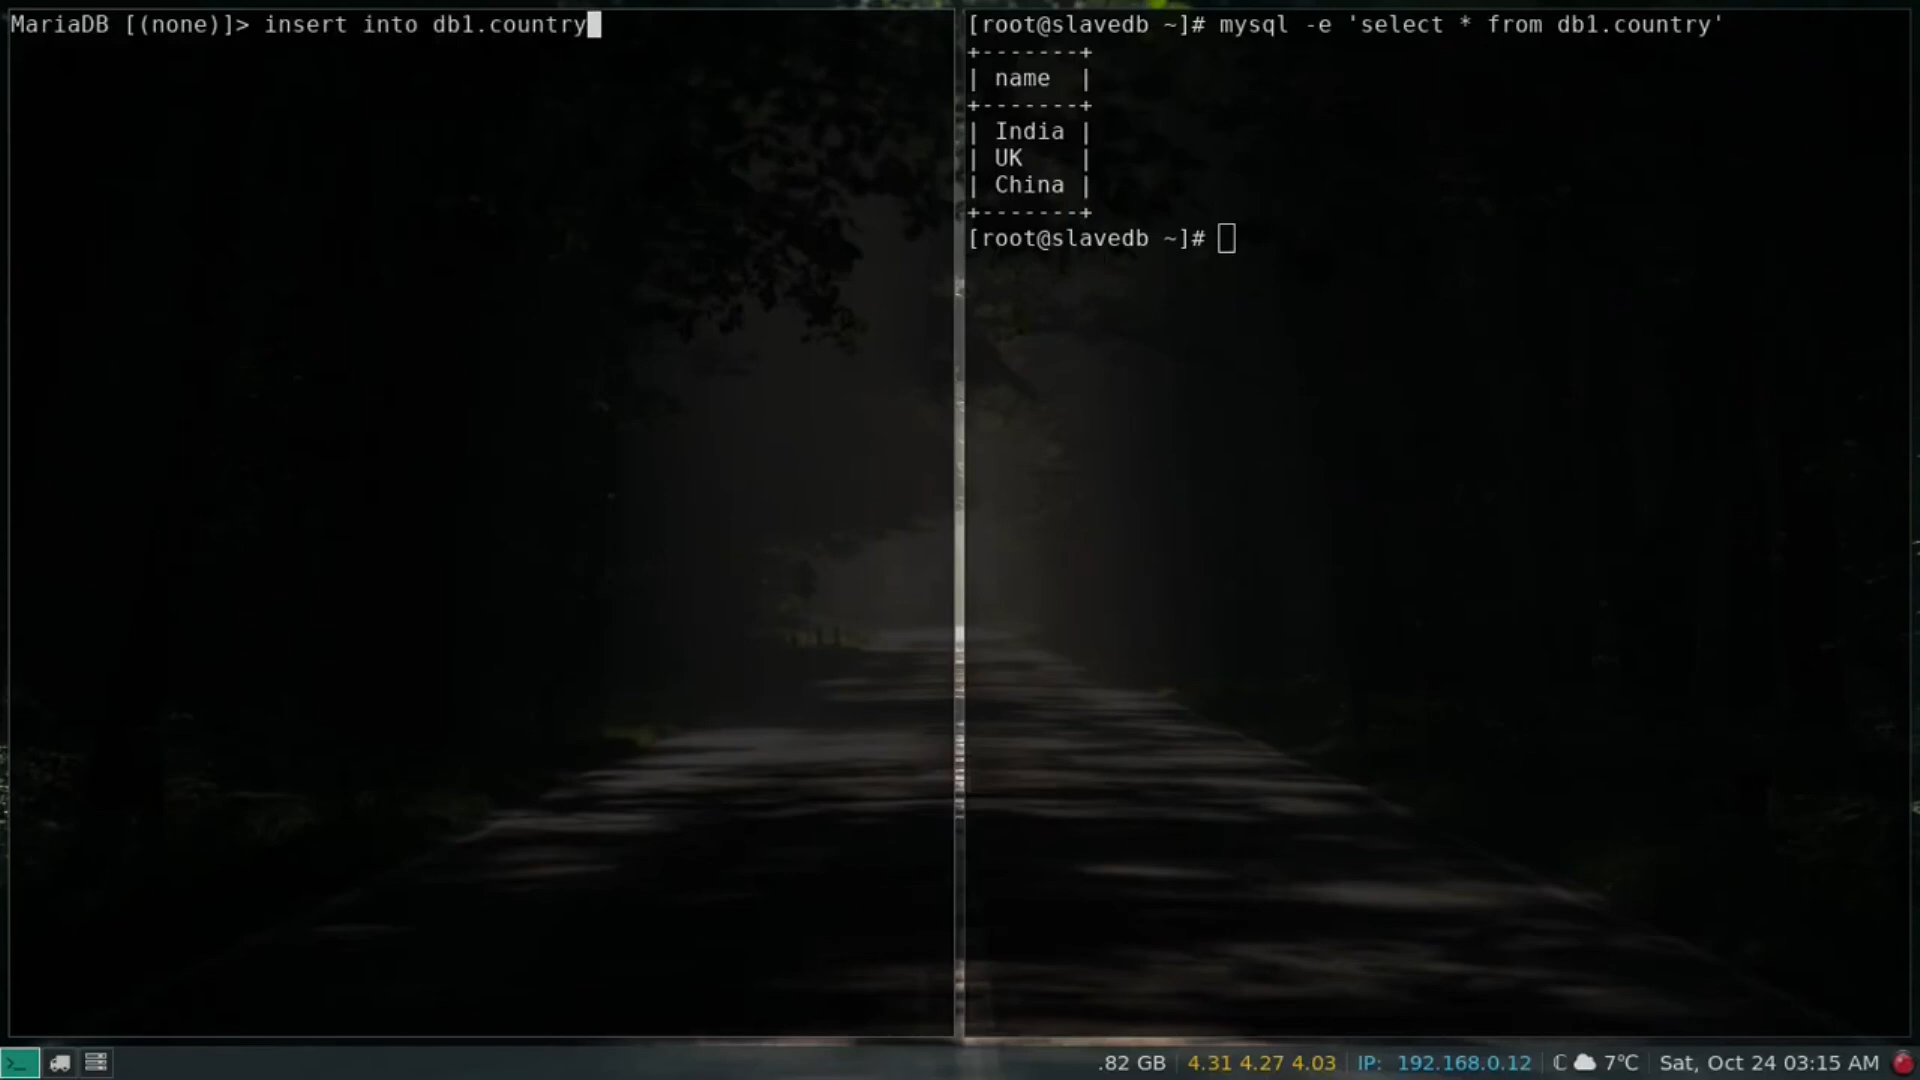 MariaDB [(none)]> insert into db1.country
[root@slavedb ~]# mysql -e 'select * from db1.country'
+-------+
| name  |
+-------+
| India |
| UK    |
| China |
+-------+
[root@slavedb ~]#
.82 GB | 4.31 4.27 4.03 | IP: 192.168.0.12 | ☾ ☁ 7℃ | Sat, Oct 24 03:15 AM